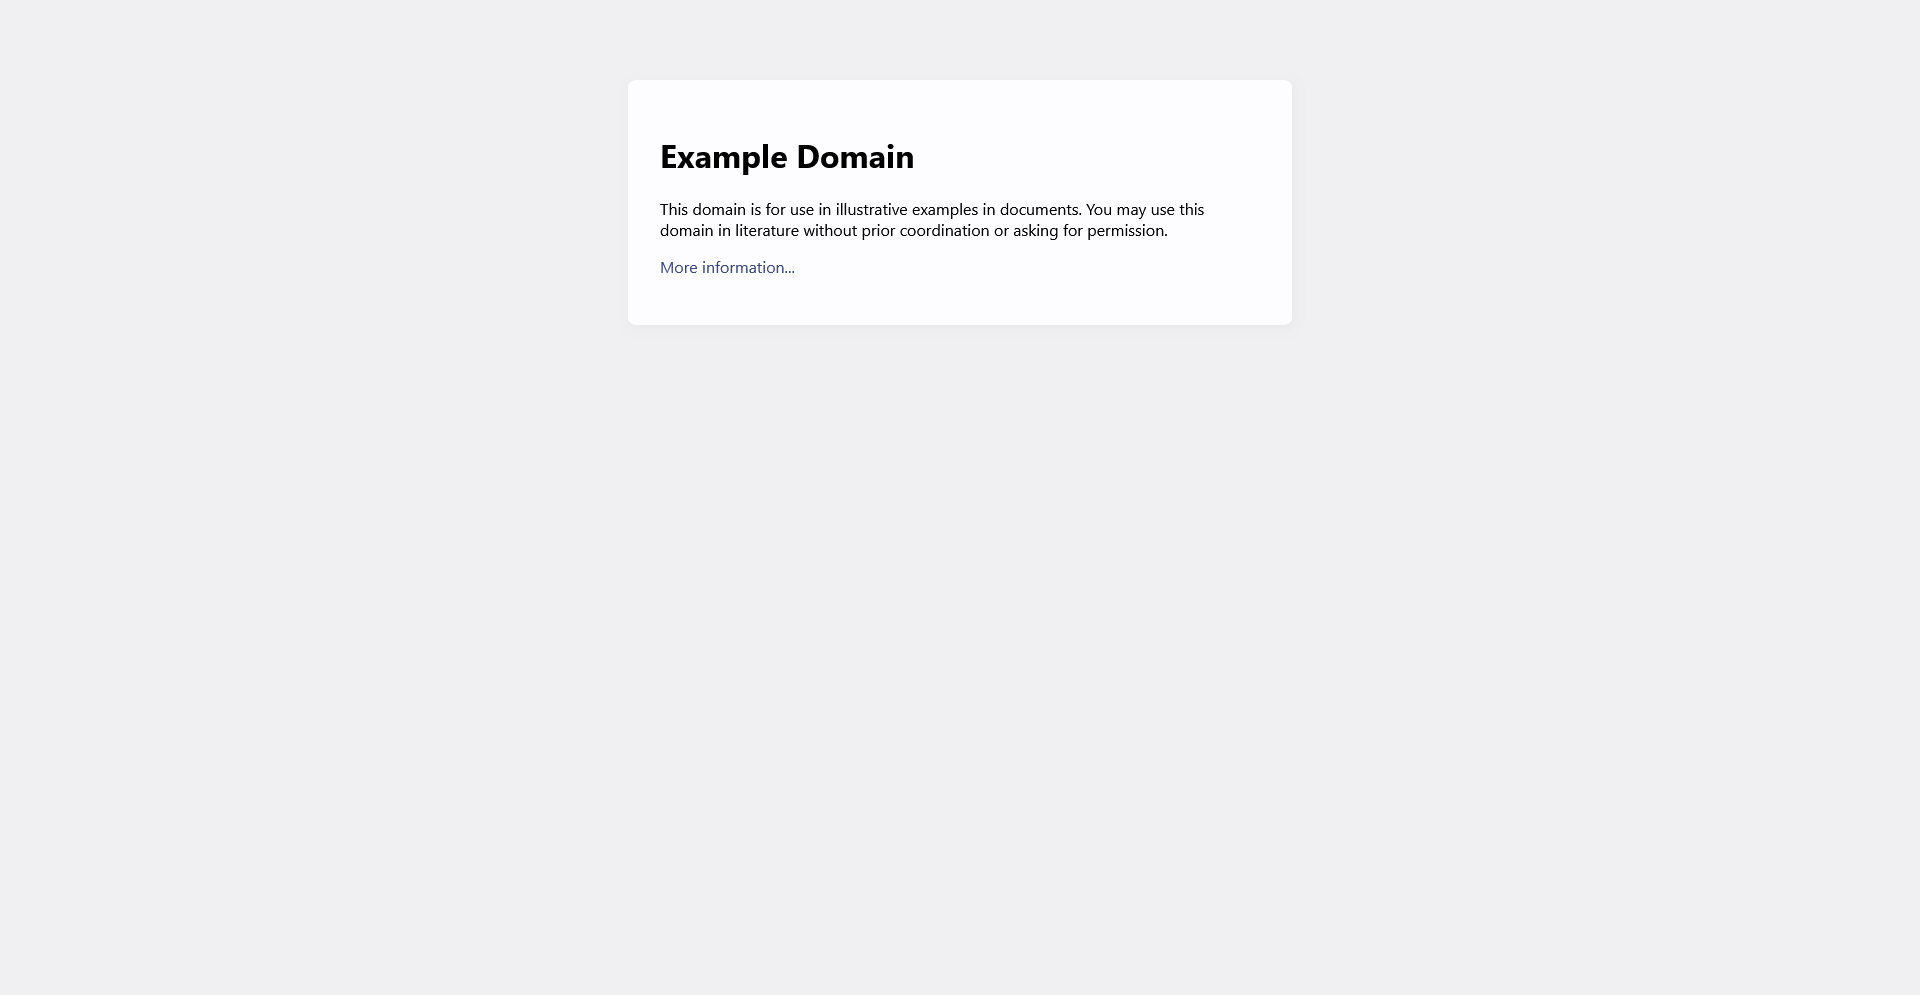 Example Domain
This domain is for use in illustrative examples in documents. You may use this
domain in literature without prior coordination or asking for permission.
More information...